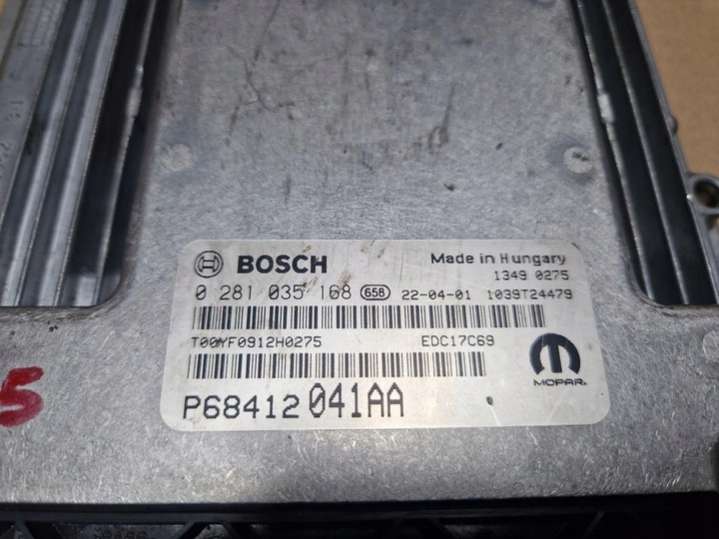 BOSCH
Made in Hungary
1349 0275
0 281 035 168 658 22-04-01 1039T24479
T00YF0912H0275 EDC17C69
MOPAR
P68412041AA
5